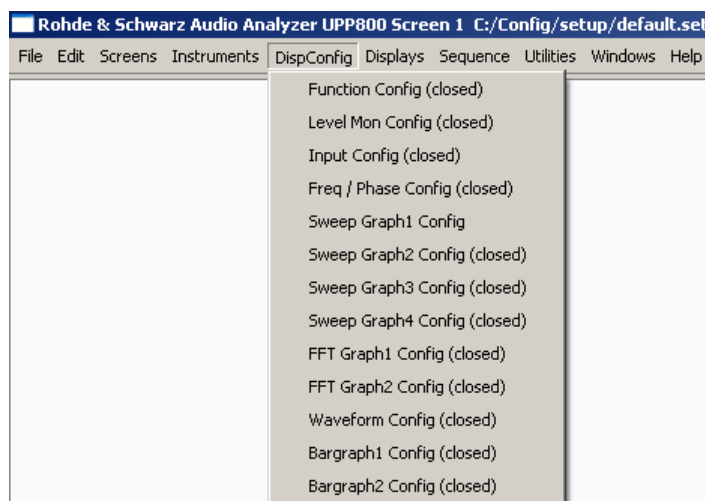 Rohde & Schwarz Audio Analyzer UPP800 Screen 1 C:/Config/setup/default.set
File Edit Screens Instruments DispConfig Displays Sequence Utilities Windows Help
Function Config (closed)
Level Mon Config (closed)
Input Config (closed)
Freq / Phase Config (closed)
Sweep Graph1 Config
Sweep Graph2 Config (closed)
Sweep Graph3 Config (closed)
Sweep Graph4 Config (closed)
FFT Graph1 Config (closed)
FFT Graph2 Config (closed)
Waveform Config (closed)
Bargraph1 Config (closed)
Bargraph2 Config (closed)